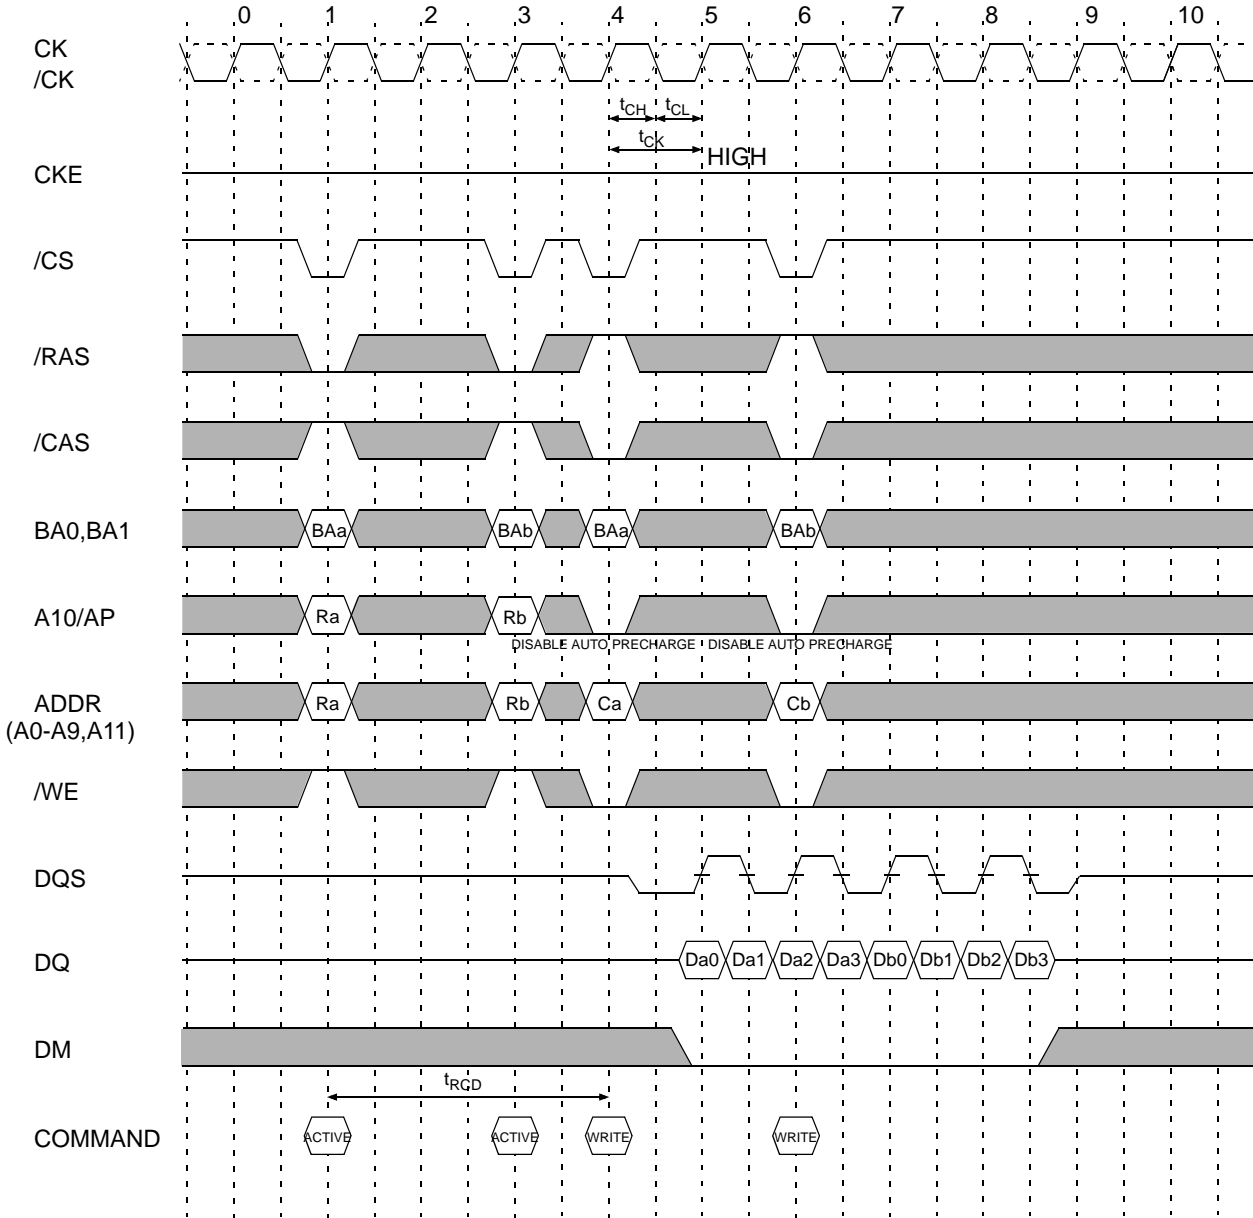 0 1 2 3 4 5 6 7 8 9 10
CK
/CK
tCH tCL
tCK
HIGH
CKE
/CS
/RAS
/CAS
BA0,BA1 BAa BAb BAa BAb
A10/AP Ra Rb
DISABLE AUTO PRECHARGE DISABLE AUTO PRECHARGE
ADDR Ra Rb Ca Cb
(A0-A9,A11)
/WE
DQS
DQ Da0 Da1 Da2 Da3 Db0 Db1 Db2 Db3
DM
tRCD
COMMAND ACTIVE ACTIVE WRITE WRITE